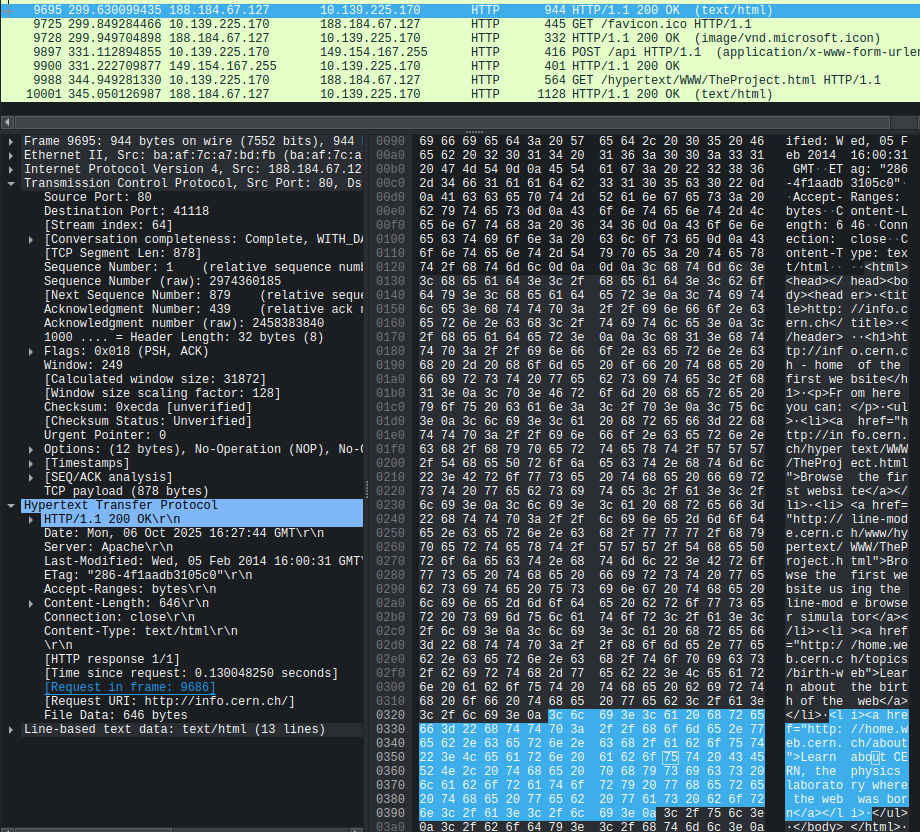 9695 299.630099435 188.184.67.127 10.139.225.170 HTTP 944 HTTP/1.1 200 OK (text/html)
9725 299.849284466 10.139.225.170 188.184.67.127 HTTP 445 GET /favicon.ico HTTP/1.1
9728 299.949704898 188.184.67.127 10.139.225.170 HTTP 332 HTTP/1.1 200 OK (image/vnd.microsoft.icon)
9897 331.112894855 10.139.225.170 149.154.167.255 HTTP 416 POST /api HTTP/1.1 (application/x-www-form-urle
9900 331.222709877 149.154.167.255 10.139.225.170 HTTP 401 HTTP/1.1 200 OK
9988 344.949281330 10.139.225.170 188.184.67.127 HTTP 564 GET /hypertext/WWW/TheProject.html HTTP/1.1
10001 345.050126987 188.184.67.127 10.139.225.170 HTTP 1128 HTTP/1.1 200 OK (text/html)
Frame 9695: 944 bytes on wire (7552 bits), 944
Ethernet II, Src: ba:af:7c:a7:bd:fb (ba:af:7c:a
Internet Protocol Version 4, Src: 188.184.67.12
Transmission Control Protocol, Src Port: 80, Ds
Source Port: 80
Destination Port: 41118
[Stream index: 64]
[Conversation completeness: Complete, WITH_DA
[TCP Segment Len: 878]
Sequence Number: 1 (relative sequence numb
Sequence Number (raw): 2974360185
[Next Sequence Number: 879 (relative seque
Acknowledgment Number: 439 (relative ack n
Acknowledgment number (raw): 2458383840
1000 .... = Header Length: 32 bytes (8)
Flags: 0x018 (PSH, ACK)
Window: 249
[Calculated window size: 31872]
[Window size scaling factor: 128]
Checksum: 0xecda [unverified]
[Checksum Status: Unverified]
Urgent Pointer: 0
Options: (12 bytes), No-Operation (NOP), No-O
[Timestamps]
[SEQ/ACK analysis]
TCP payload (878 bytes)
Hypertext Transfer Protocol
HTTP/1.1 200 OK\r\n
Date: Mon, 06 Oct 2025 16:27:44 GMT\r\n
Server: Apache\r\n
Last-Modified: Wed, 05 Feb 2014 16:00:31 GMT\
ETag: "286-4f1aadb3105c0"\r\n
Accept-Ranges: bytes\r\n
Content-Length: 646\r\n
Connection: close\r\n
Content-Type: text/html\r\n
\r\n
[HTTP response 1/1]
[Time since request: 0.130048250 seconds]
[Request in frame: 9686]
[Request URI: http://info.cern.ch/]
File Data: 646 bytes
Line-based text data: text/html (13 lines)
0090 69 66 69 65 64 3a 20 57 65 64 2c 20 30 35 20 46 ified: W ed, 05 F
00a0 65 62 20 32 30 31 34 20 31 36 3a 30 30 3a 33 31 eb 2014 16:00:31
00b0 20 47 4d 54 0d 0a 45 54 61 67 3a 20 22 32 38 36 GMT··ET ag: "286
00c0 2d 34 66 31 61 61 64 62 33 31 30 35 63 30 22 0d -4f1aadb 3105c0"·
00d0 0a 41 63 63 65 70 74 2d 52 61 6e 67 65 73 3a 20 ·Accept- Ranges:
00e0 62 79 74 65 73 0d 0a 43 6f 6e 74 65 6e 74 2d 4c bytes··C ontent-L
00f0 65 6e 67 74 68 3a 20 36 34 36 0d 0a 43 6f 6e 6e ength: 6 46··Conn
0100 65 63 74 69 6f 6e 3a 20 63 6c 6f 73 65 0d 0a 43 ection: close··C
0110 6f 6e 74 65 6e 74 2d 54 79 70 65 3a 20 74 65 78 ontent-T ype: tex
0120 74 2f 68 74 6d 6c 0d 0a 0d 0a 3c 68 74 6d 6c 3e t/html·· ··<html>
0130 3c 68 65 61 64 3e 3c 2f 68 65 61 64 3e 3c 62 6f <head></ head><bo
0140 64 79 3e 3c 68 65 61 64 65 72 3e 0a 3c 74 69 74 dy><head er>·<tit
0150 6c 65 3e 68 74 74 70 3a 2f 2f 69 6e 66 6f 2e 63 le>http: //info.c
0160 65 72 6e 2e 63 68 3c 2f 74 69 74 6c 65 3e 0a 3c ern.ch</ title>·<
0170 2f 68 65 61 64 65 72 3e 0a 0a 3c 68 31 3e 68 74 /header> ··<h1>ht
0180 74 70 3a 2f 2f 69 6e 66 6f 2e 63 65 72 6e 2e 63 tp://inf o.cern.c
0190 68 20 2d 20 68 6f 6d 65 20 6f 66 20 74 68 65 20 h - home of the
01a0 66 69 72 73 74 20 77 65 62 73 69 74 65 3c 2f 68 first we bsite</h
01b0 31 3e 0a 3c 70 3e 46 72 6f 6d 20 68 65 72 65 20 1>·<p>Fr om here
01c0 79 6f 75 20 63 61 6e 3a 3c 2f 70 3e 0a 3c 75 6c you can: </p>·<ul
01d0 3e 0a 3c 6c 69 3e 3c 61 20 68 72 65 66 3d 22 68 >·<li><a href="h
01e0 74 74 70 3a 2f 2f 69 6e 66 6f 2e 63 65 72 6e 2e ttp://in fo.cern.
01f0 63 68 2f 68 79 70 65 72 74 65 78 74 2f 57 57 57 ch/hyper text/WWW
0200 2f 54 68 65 50 72 6f 6a 65 63 74 2e 68 74 6d 6c /TheProj ect.html
0210 22 3e 42 72 6f 77 73 65 20 74 68 65 20 66 69 72 ">Browse the fir
0220 73 74 20 77 65 62 73 69 74 65 3c 2f 61 3e 3c 2f st websi te</a></
0230 6c 69 3e 0a 3c 6c 69 3e 3c 61 20 68 72 65 66 3d li>·<li> <a href=
0240 22 68 74 74 70 3a 2f 2f 6c 69 6e 65 2d 6d 6f 64 "http:// line-mod
0250 65 2e 63 65 72 6e 2e 63 68 2f 77 77 77 2f 68 79 e.cern.c h/www/hy
0260 70 65 72 74 65 78 74 2f 57 57 57 2f 54 68 65 50 pertext/ WWW/TheP
0270 72 6f 6a 65 63 74 2e 68 74 6d 6c 22 3e 42 72 6f roject.h tml">Bro
0280 77 73 65 20 74 68 65 20 66 69 72 73 74 20 77 65 wse the first we
0290 62 73 69 74 65 20 75 73 69 6e 67 20 74 68 65 20 bsite us ing the
02a0 6c 69 6e 65 2d 6d 6f 64 65 20 62 72 6f 77 73 65 line-mod e browse
02b0 72 20 73 69 6d 75 6c 61 74 6f 72 3c 2f 61 3e 3c r simula tor</a><
02c0 2f 6c 69 3e 0a 3c 6c 69 3e 3c 61 20 68 72 65 66 /li>·<li ><a href
02d0 3d 22 68 74 74 70 3a 2f 2f 68 6f 6d 65 2e 77 65 ="http:/ /home.we
02e0 62 2e 63 65 72 6e 2e 63 68 2f 74 6f 70 69 63 73 b.cern.c h/topics
02f0 2f 62 69 72 74 68 2d 77 65 62 22 3e 4c 65 61 72 /birth-w eb">Lear
0300 6e 20 61 62 6f 75 74 20 74 68 65 20 62 69 72 74 n about the birt
0310 68 20 6f 66 20 74 68 65 20 77 65 62 3c 2f 61 3e h of the web</a>
0320 3c 2f 6c 69 3e 0a 3c 6c 69 3e 3c 61 20 68 72 65 </li>·<l i><a hre
0330 66 3d 22 68 74 74 70 3a 2f 2f 68 6f 6d 65 2e 77 f="http: //home.w
0340 65 62 2e 63 65 72 6e 2e 63 68 2f 61 62 6f 75 74 eb.cern. ch/about
0350 22 3e 4c 65 61 72 6e 20 61 62 6f 75 74 20 43 45 ">Learn about CE
0360 52 4e 2c 20 74 68 65 20 70 68 79 73 69 63 73 20 RN, the physics
0370 6c 61 62 6f 72 61 74 6f 72 79 20 77 68 65 72 65 laborato ry where
0380 20 74 68 65 20 77 65 62 20 77 61 73 20 62 6f 72 the web was bor
0390 6e 3c 2f 61 3e 3c 2f 6c 69 3e 0a 3c 2f 75 6c 3e n</a></l i>·</ul>
03a0 0a 3c 2f 62 6f 64 79 3e 3c 2f 68 74 6d 6c 3e 0a ·</body> </html>·